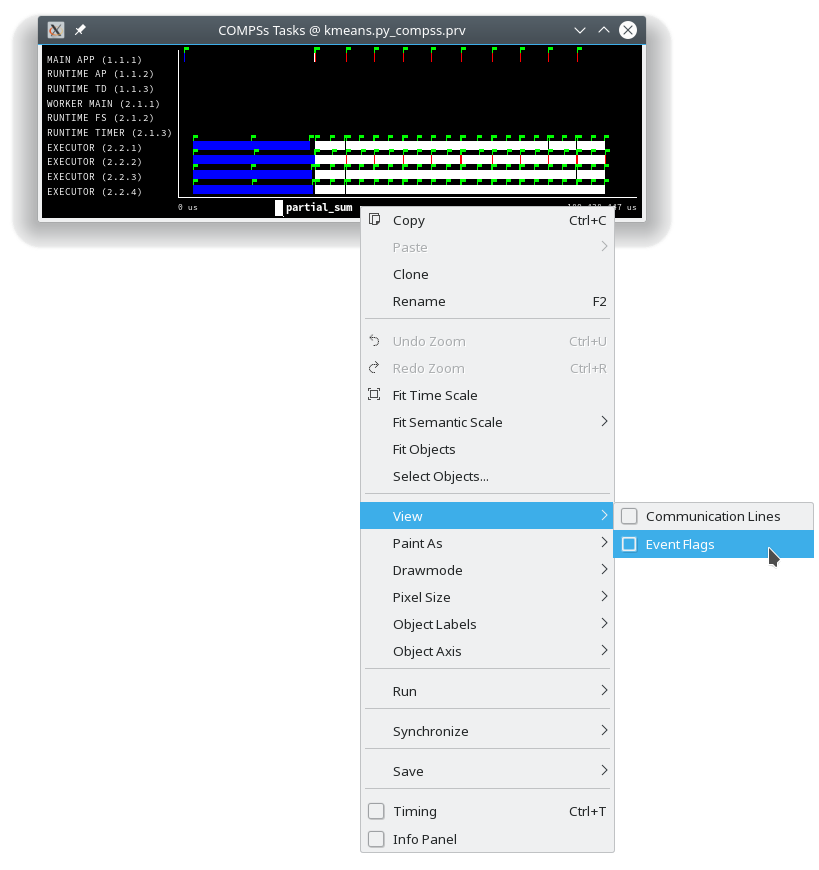 COMPSs Tasks @ kmeans.py_compss.prv
MAIN APP (1.1.1)
RUNTIME AP (1.1.2)
RUNTIME TD (1.1.3)
WORKER MAIN (2.1.1)
RUNTIME FS (2.1.2)
RUNTIME TIMER (2.1.3)
EXECUTOR (2.2.1)
EXECUTOR (2.2.2)
EXECUTOR (2.2.3)
EXECUTOR (2.2.4)
0 us
partial_sum
us
Copy Ctrl+C
Paste
Clone
Rename F2
Undo Zoom Ctrl+U
Redo Zoom Ctrl+R
Fit Time Scale
Fit Semantic Scale
Fit Objects
Select Objects...
View
Communication Lines
Paint As
Event Flags
Drawmode
Pixel Size
Object Labels
Object Axis
Run
Synchronize
Save
Timing Ctrl+T
Info Panel